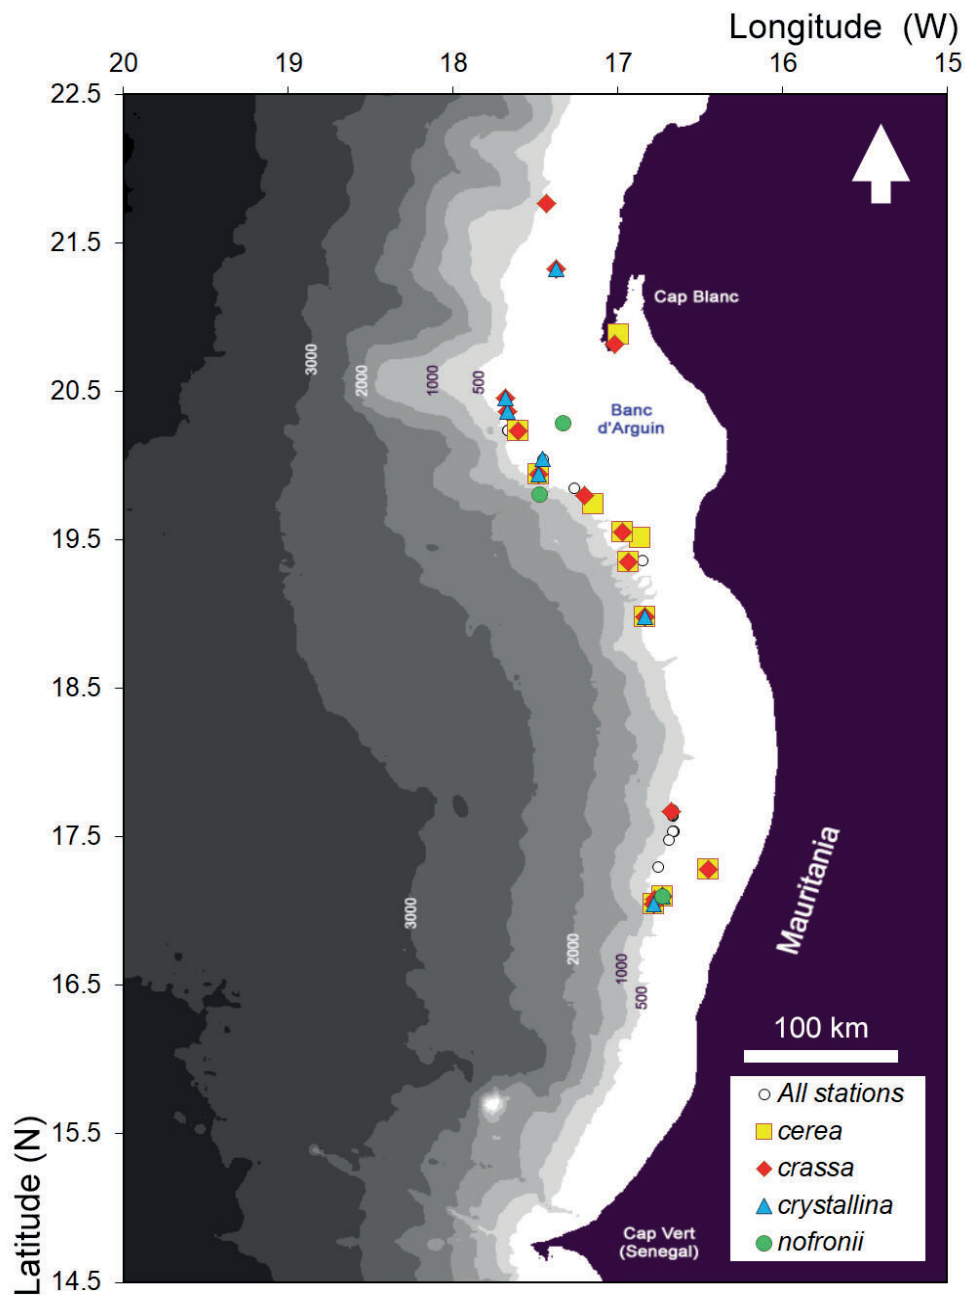 Longitude (W)
20 19 18 17 16 15
22.5
21.5
20.5
19.5
18.5
17.5
16.5
15.5
14.5
Latitude (N)
Cap Blanc
3000
2000
1000
500
Banc
d'Arguin
Mauritania
3000
2000
1000
500
100 km
All stations
cerea
crassa
crystallina
nofronii
Cap Vert
(Senegal)